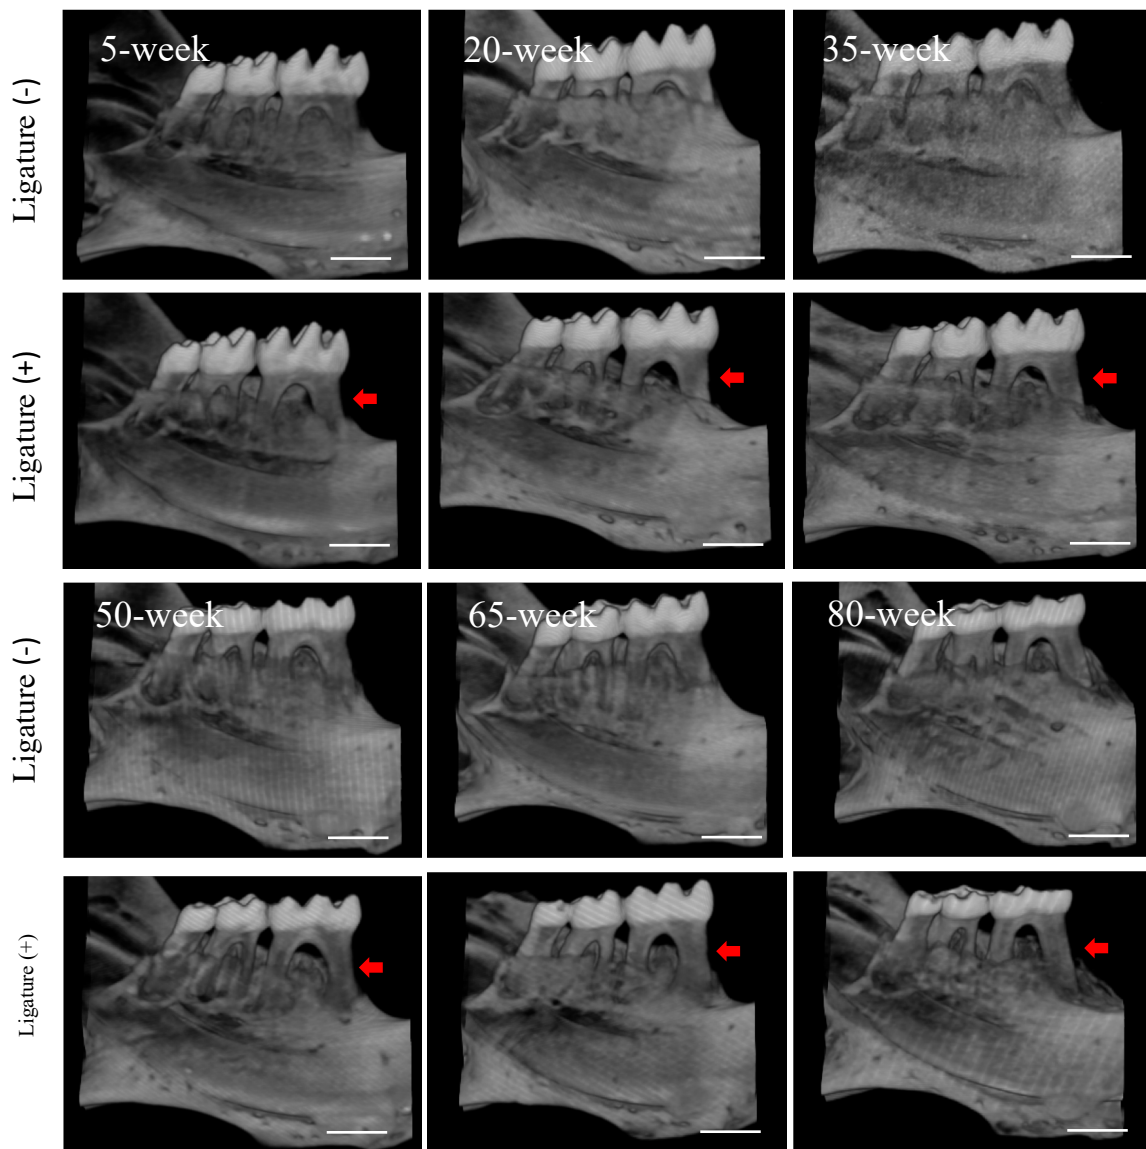 Ligature (-)
5-week
20-week
35-week
Ligature (+)
Ligature (-)
50-week
65-week
80-week
Ligature (+)